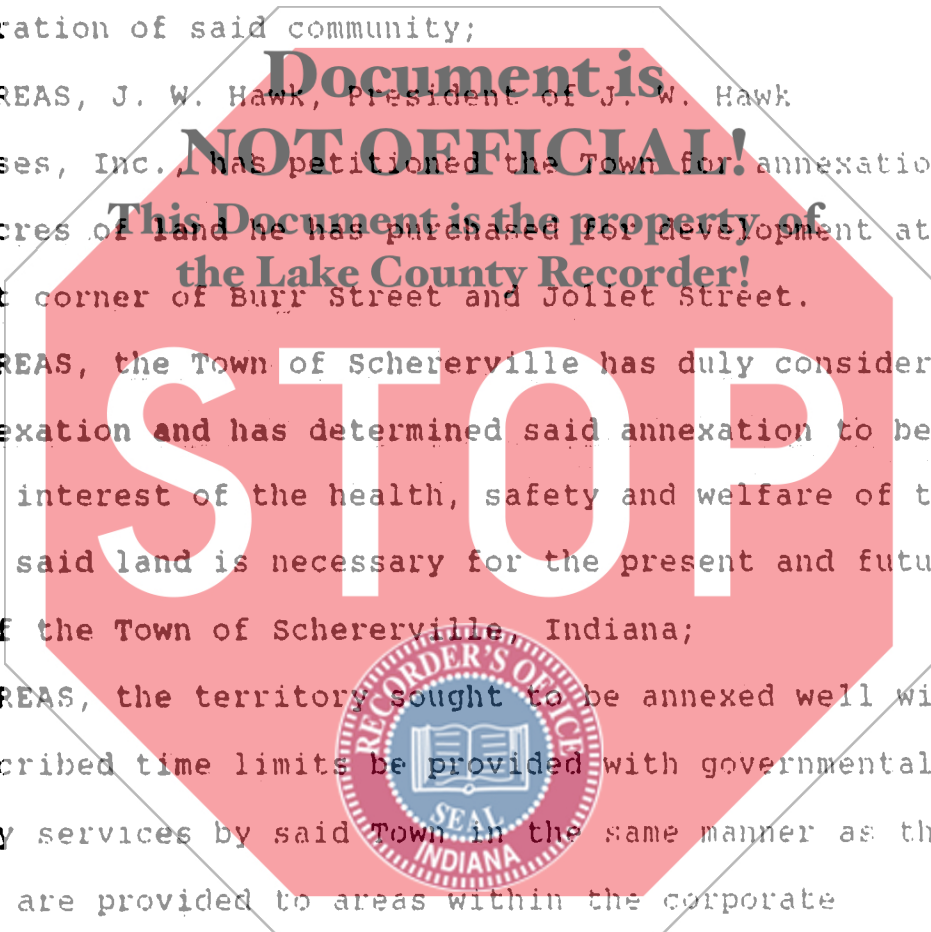 ration of said community;
Document is
REAS, J. W. Hawk, President of J. W. Hawk
NOT OFFICIAL!
ses, Inc., has petitioned the Town for annexatio
This Document is the property of
cres of land he has purchased for development at
the Lake County Recorder!
t corner of Burr Street and Joliet Street.
REAS, the Town of Schererville has duly consider
STOP
exation and has determined said annexation to be
interest of the health, safety and welfare of t
said land is necessary for the present and futu
f the Town of Schererville, Indiana;
RECORDER'S OFFICE
REAS, the territory sought to be annexed well wi
cribed time limits be provided with governmental
SEAL
y services by said Town in the same manner as th
INDIANA
are provided to areas within the corporate